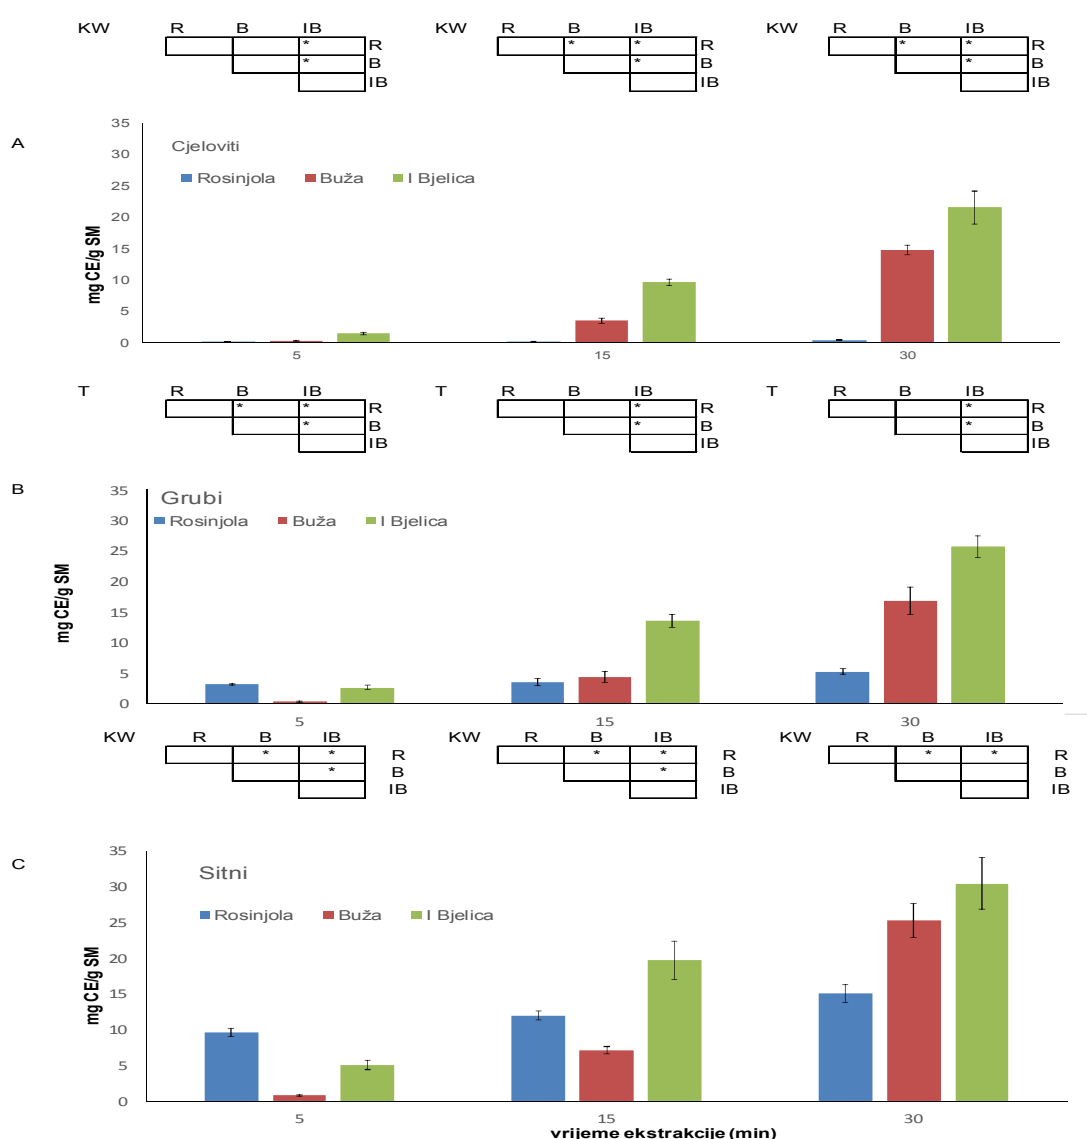 KW R B IB KW R B IB KW R B IB
* R * * R * * R
* B * B * B
IB IB IB
A
35
Cjeloviti
30
Rosinjola Buža I Bjelica
25
20
15
10
5
0
mg CE/g SM
5 15 30
T R B IB T R B IB T R B IB
* * R * R * R
* B * B * B
IB IB IB
B
35
Grubi
30
Rosinjola Buža I Bjelica
25
20
15
10
5
0
mg CE/g SM
5 15 30
KW R B IB KW R B IB KW R B IB
* * R * * R * * R
* B * B B
IB IB IB
C
35
Sitni
30
Rosinjola Buža I Bjelica
25
20
15
10
5
0
mg CE/g SM
5 15 30
vrijeme ekstrakcije (min)